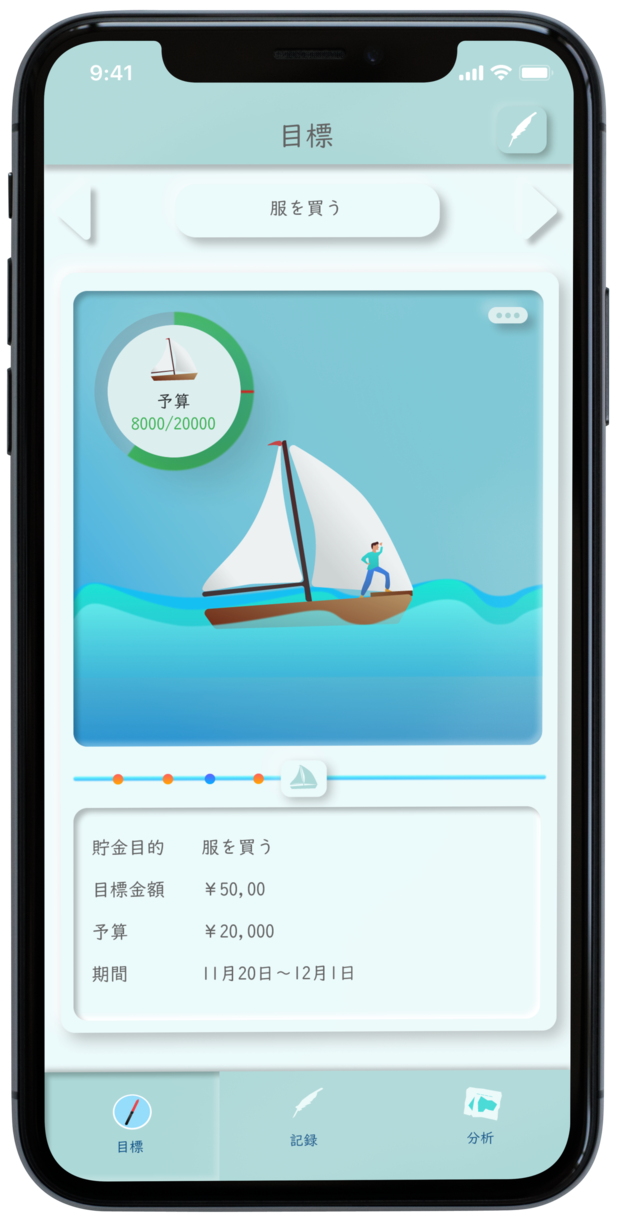 9:41
目標
服を買う
予算
8000/20000
貯金目的 服を買う
目標金額 ¥50,00
予算 ¥20,000
期間 11月20日～12月1日
目標 記録 分析